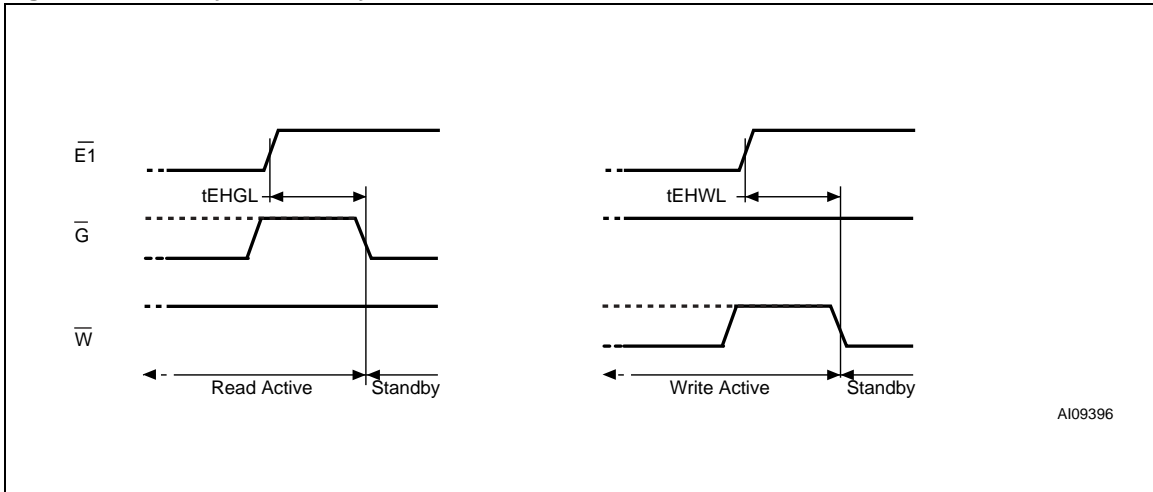 E1
tEHGL
tEHWL
G
W
Read Active
Standby
Write Active
Standby
AI09396